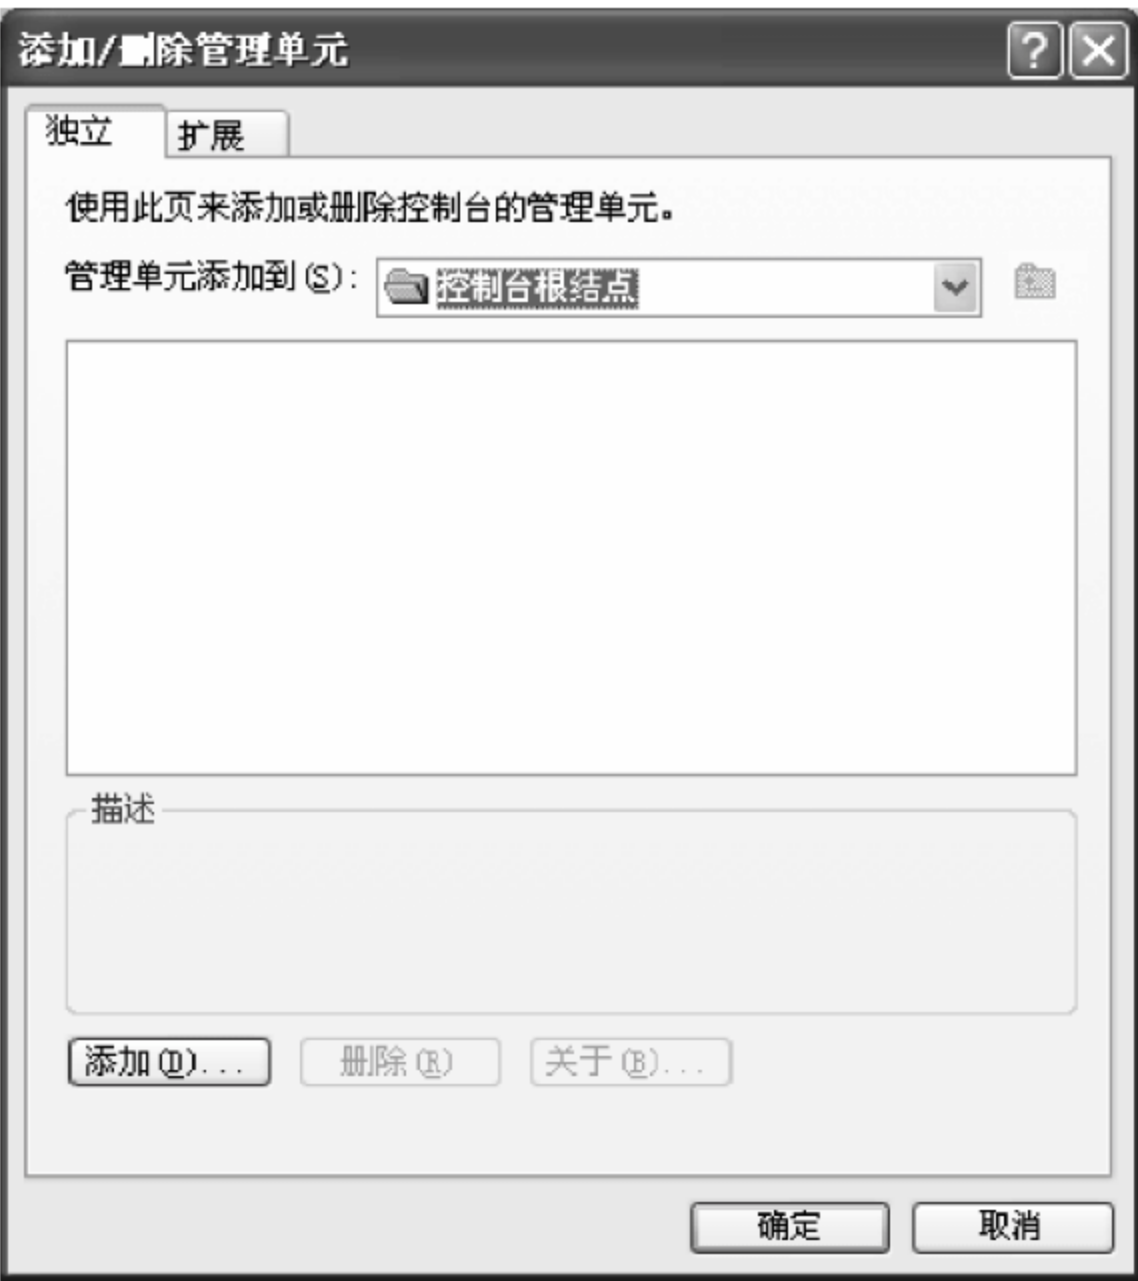 添加/删除管理单元
独立 扩展
使用此页来添加或删除控制台的管理单元。
管理单元添加到(S): 控制台根结点
描述
添加(D)... 删除(R) 关于(B)...
确定 取消